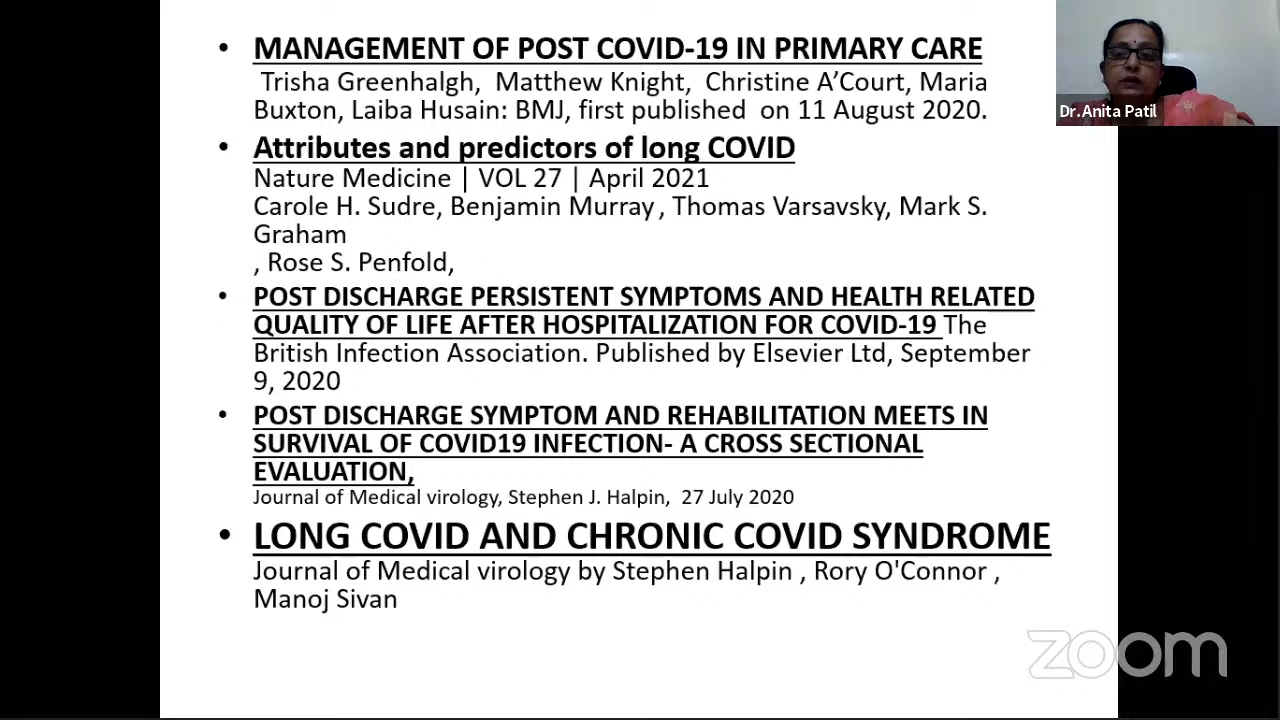 • MANAGEMENT OF POST COVID-19 IN PRIMARY CARE
Trisha Greenhalgh, Matthew Knight, Christine A’Court, Maria
Buxton, Laiba Husain: BMJ, first published on 11 August 2020.
• Attributes and predictors of long COVID
Nature Medicine | VOL 27 | April 2021
Carole H. Sudre, Benjamin Murray , Thomas Varsavsky, Mark S.
Graham
, Rose S. Penfold,
• POST DISCHARGE PERSISTENT SYMPTOMS AND HEALTH RELATED
QUALITY OF LIFE AFTER HOSPITALIZATION FOR COVID-19 The
British Infection Association. Published by Elsevier Ltd, September
9, 2020
• POST DISCHARGE SYMPTOM AND REHABILITATION MEETS IN
SURVIVAL OF COVID19 INFECTION- A CROSS SECTIONAL
EVALUATION,
Journal of Medical virology, Stephen J. Halpin, 27 July 2020
• LONG COVID AND CHRONIC COVID SYNDROME
Journal of Medical virology by Stephen Halpin , Rory O'Connor ,
Manoj Sivan
Dr.Anita Patil
zoom